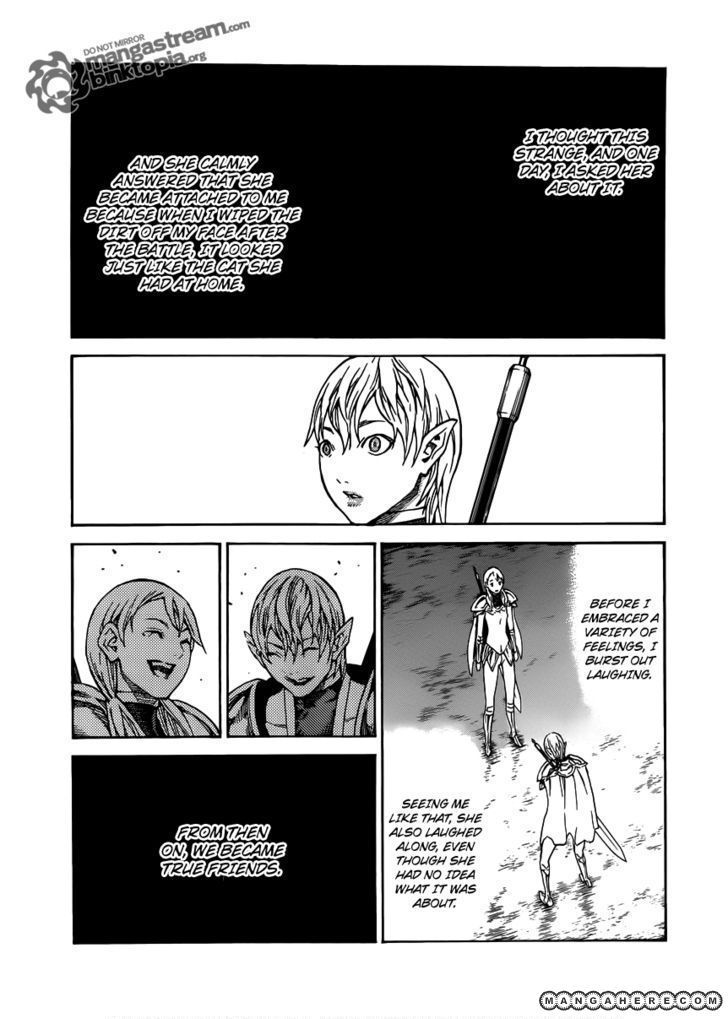 DO NOT MIRROR
mangastream.com
binktopia.org
I THOUGHT THIS
STRANGE, AND ONE
DAY, I ASKED HER
ABOUT IT.
AND SHE CALMLY
ANSWERED THAT SHE
BECAME ATTACHED TO ME
BECAUSE WHEN I WIPED THE
DIRT OFF MY FACE AFTER
THE BATTLE, IT LOOKED
JUST LIKE THE CAT SHE
HAD AT HOME.
BEFORE I
EMBRACED A
VARIETY OF
FEELINGS, I
BURST OUT
LAUGHING.
SEEING ME
LIKE THAT, SHE
ALSO LAUGHED
ALONG, EVEN
THOUGH SHE
HAD NO IDEA
WHAT IT WAS
ABOUT.
FROM THEN
ON, WE BECAME
TRUE FRIENDS.
MANGAHERE.COM